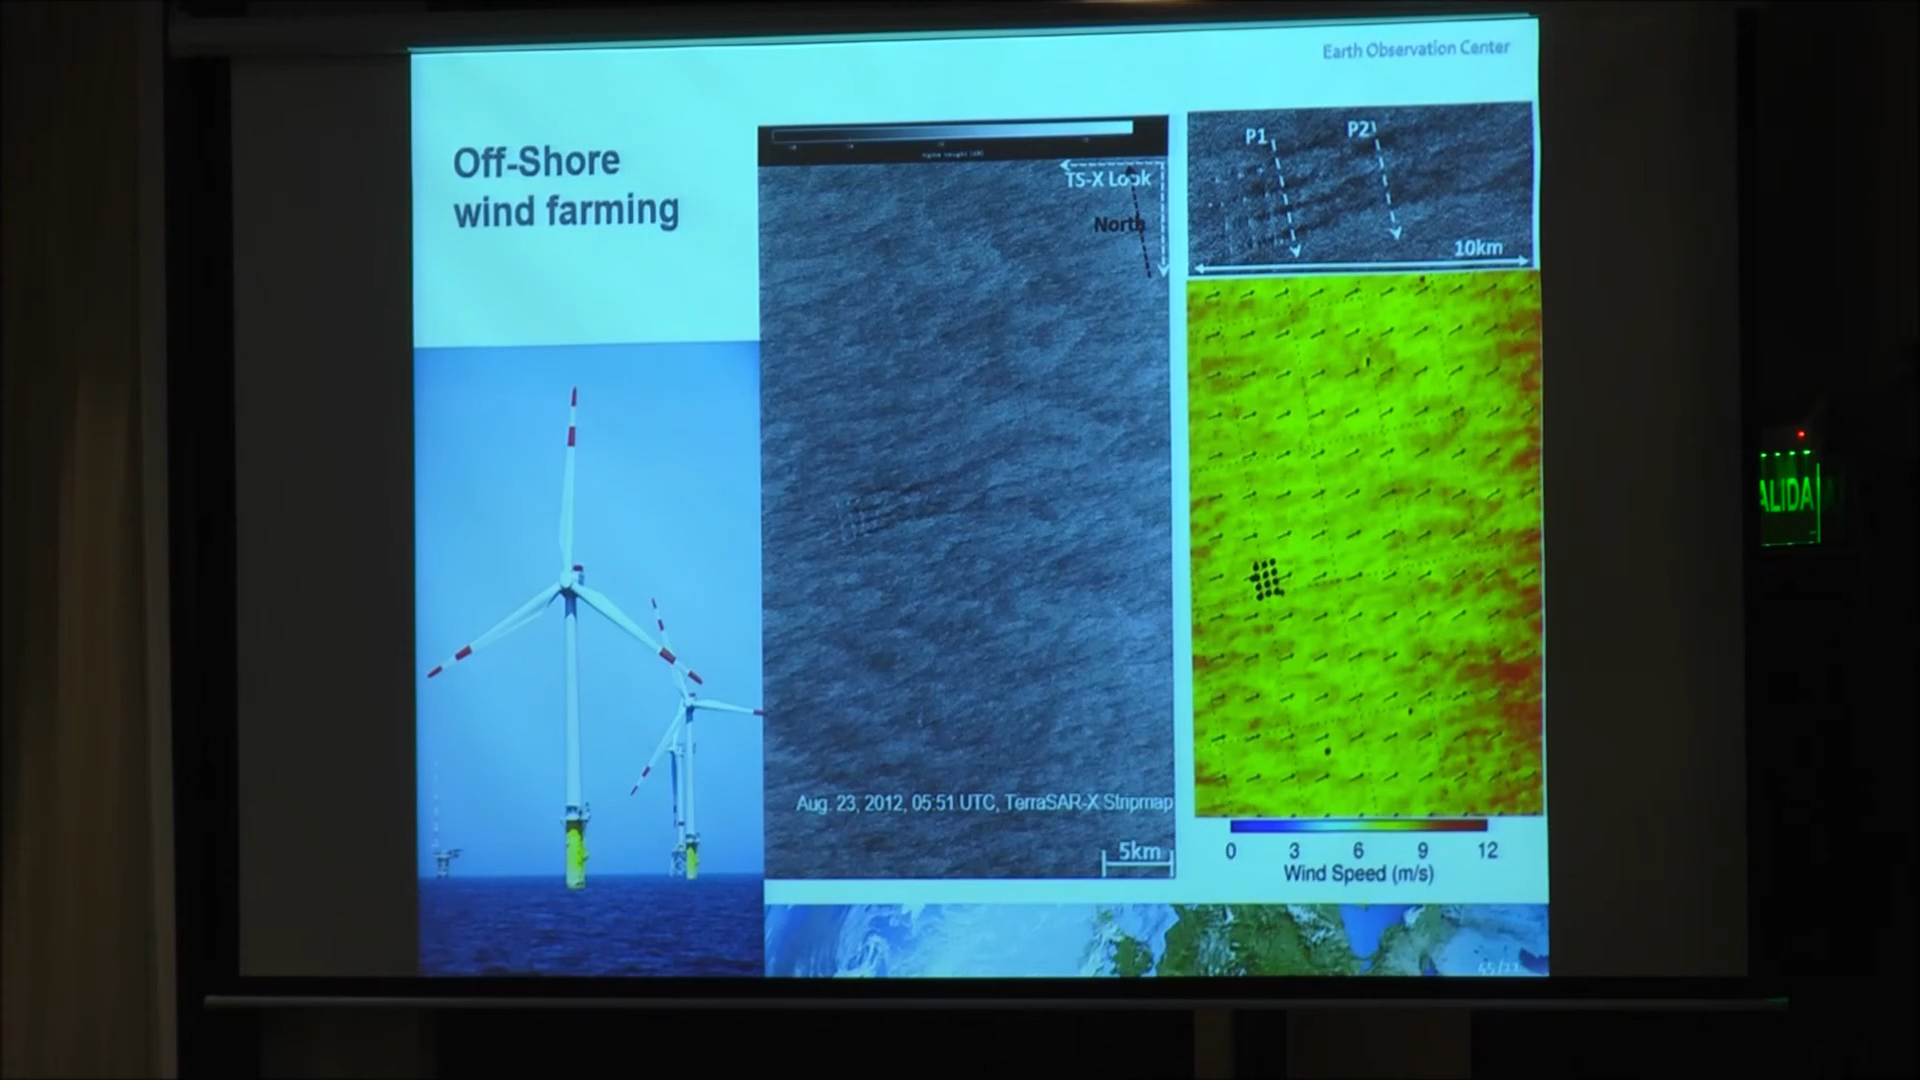 Earth Observation Center
Off-Shore
wind farming
TS-X Look
North
Aug. 23, 2012, 05:51 UTC, TerraSAR-X Stripmap
5km
P1
P2
10km
0 3 6 9 12
Wind Speed (m/s)
ALIDA